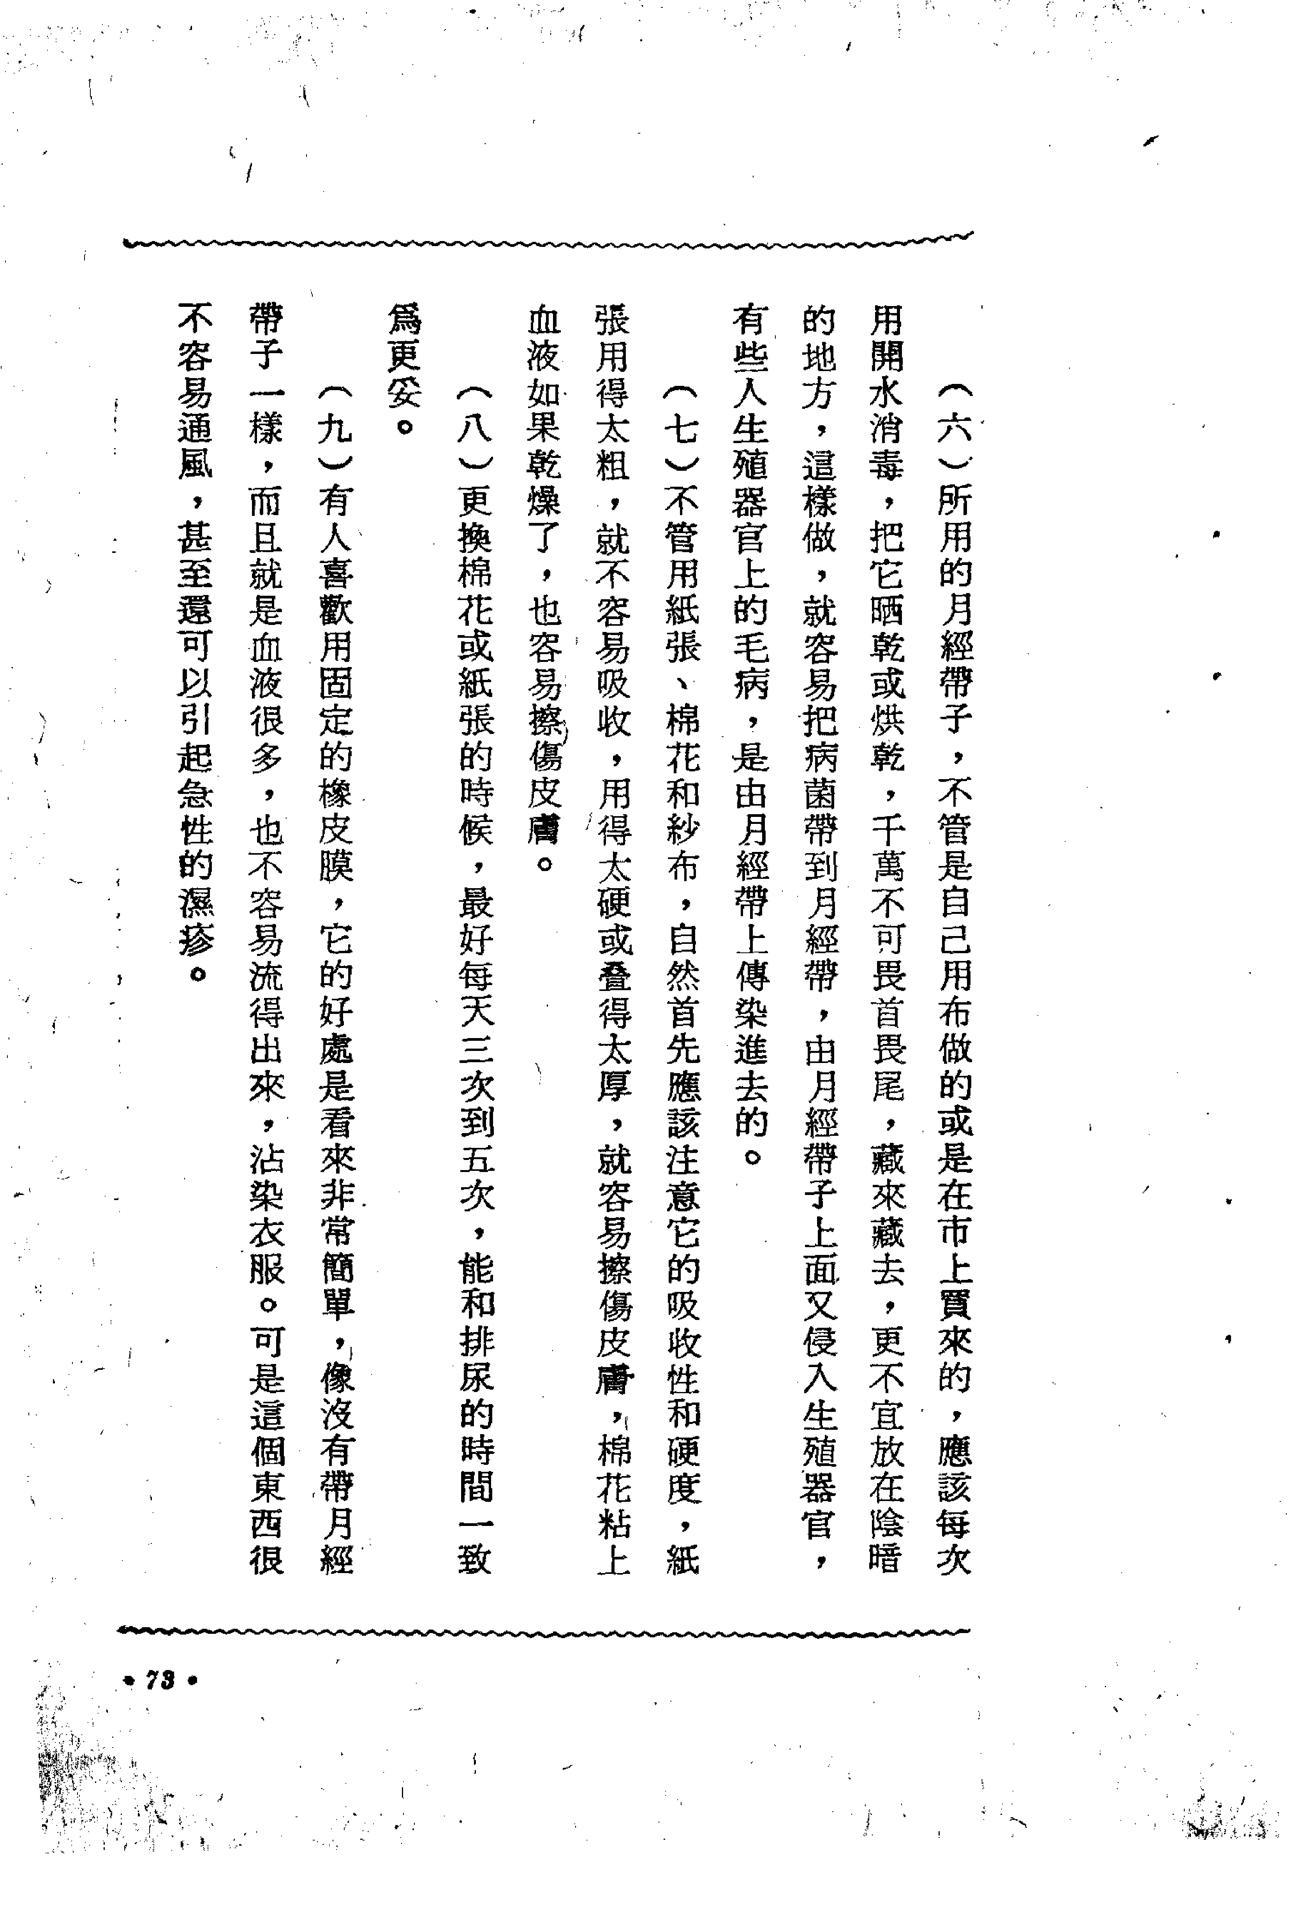 （六）所用的月經帶子，不管是自己用布做的或是在市上買來的，應該每次
用開水消毒，把它晒乾或烘乾，千萬不可畏首畏尾，藏來藏去，更不宜放在陰暗
的地方，這樣做，就容易把病菌帶到月經帶，由月經帶子上面又侵入生殖器官，
有些人生殖器官上的毛病，是由月經帶上傳染進去的。
（七）不管用紙張、棉花和紗布，自然首先應該注意它的吸收性和硬度，紙
張用得太粗，就不容易吸收，用得太硬或叠得太厚，就容易擦傷皮膚，棉花粘上
血液如果乾燥了，也容易擦傷皮膚。
（八）更換棉花或紙張的時候，最好每天三次到五次，能和排尿的時間一致
爲更妥。
（九）有人喜歡用固定的橡皮膜，它的好處是看來非常簡單，像沒有帶月經
帶子一樣，而且就是血液很多，也不容易流得出來，沾染衣服。可是這個東西很
不容易通風，甚至還可以引起急性的濕疹。
•73•